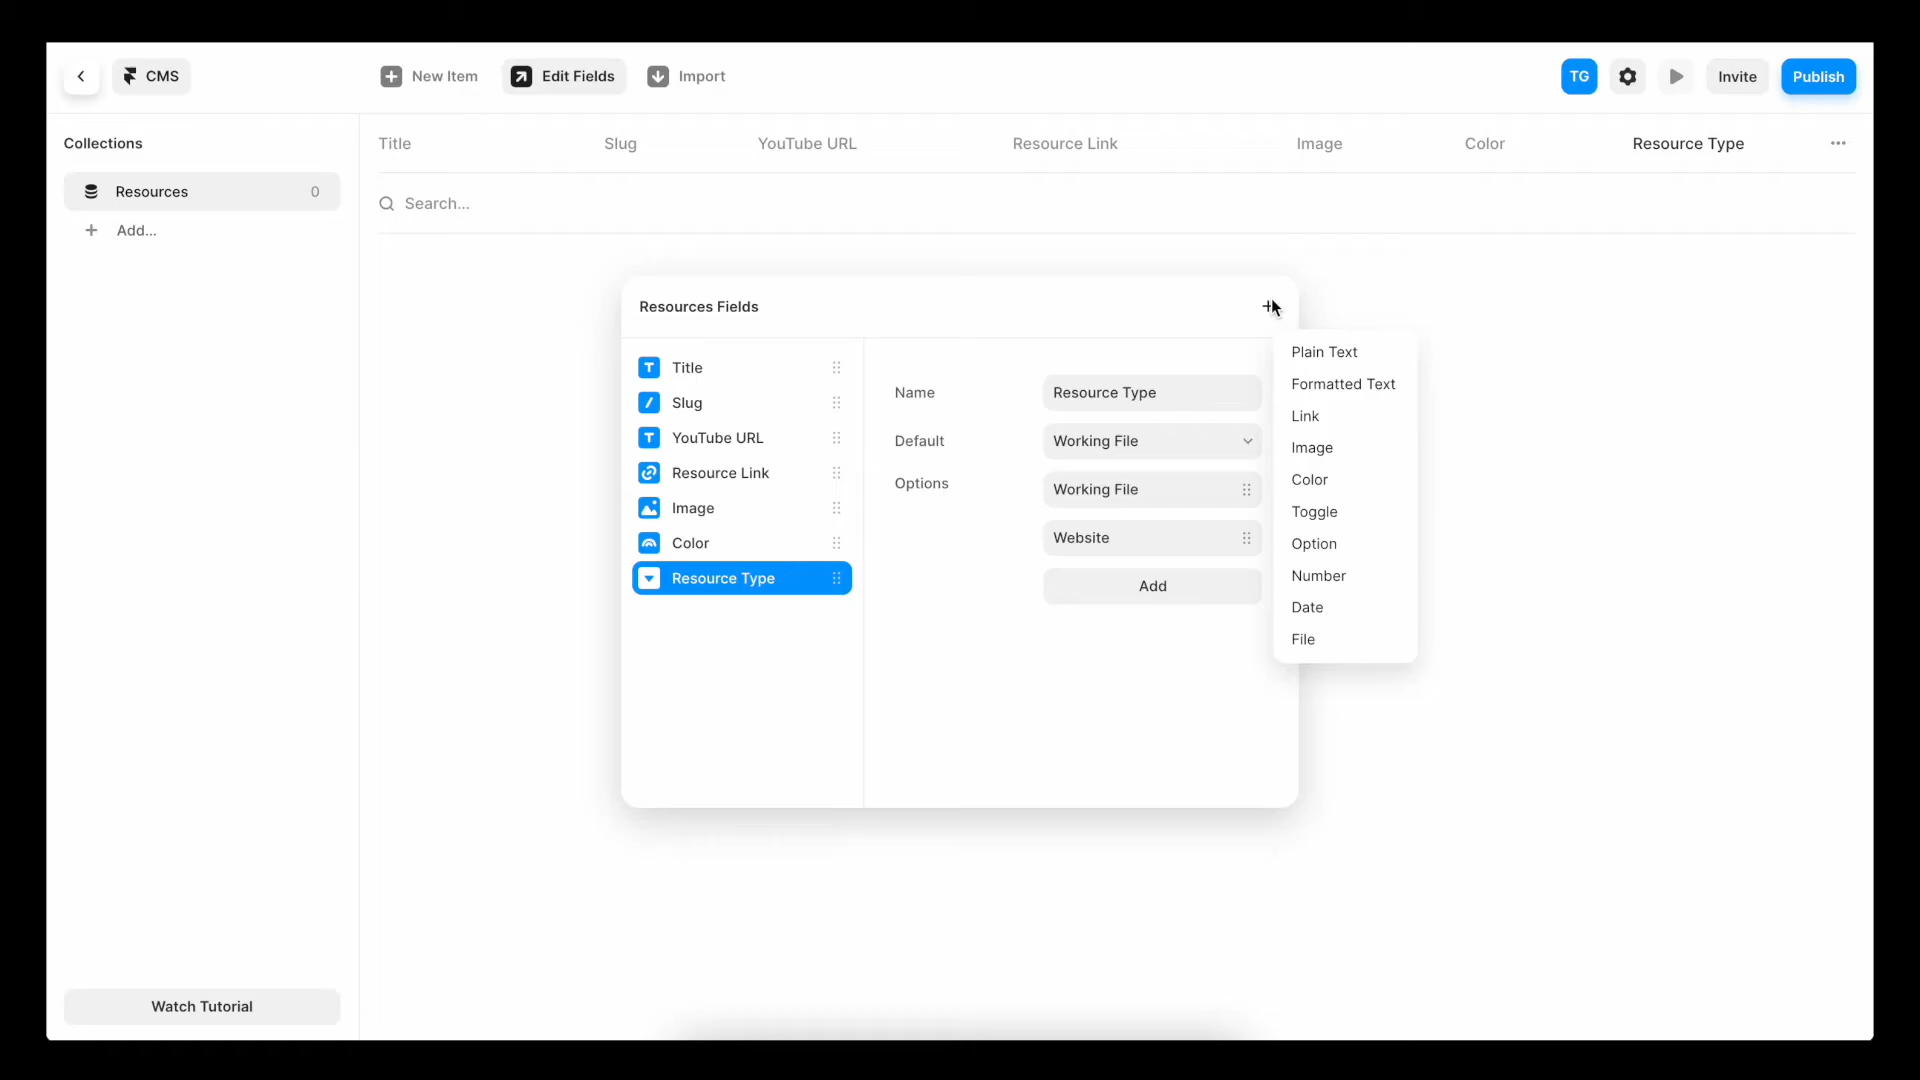 CMS
New Item
Edit Fields
Import
TG
Invite
Publish
Collections
Title
Slug
YouTube URL
Resource Link
Image
Color
Resource Type
Resources
0
Search...
Add...
Resources Fields
Title
Slug
YouTube URL
Resource Link
Image
Color
Resource Type
Name
Resource Type
Default
Working File
Options
Working File
Website
Add
Plain Text
Formatted Text
Link
Image
Color
Toggle
Option
Number
Date
File
Watch Tutorial